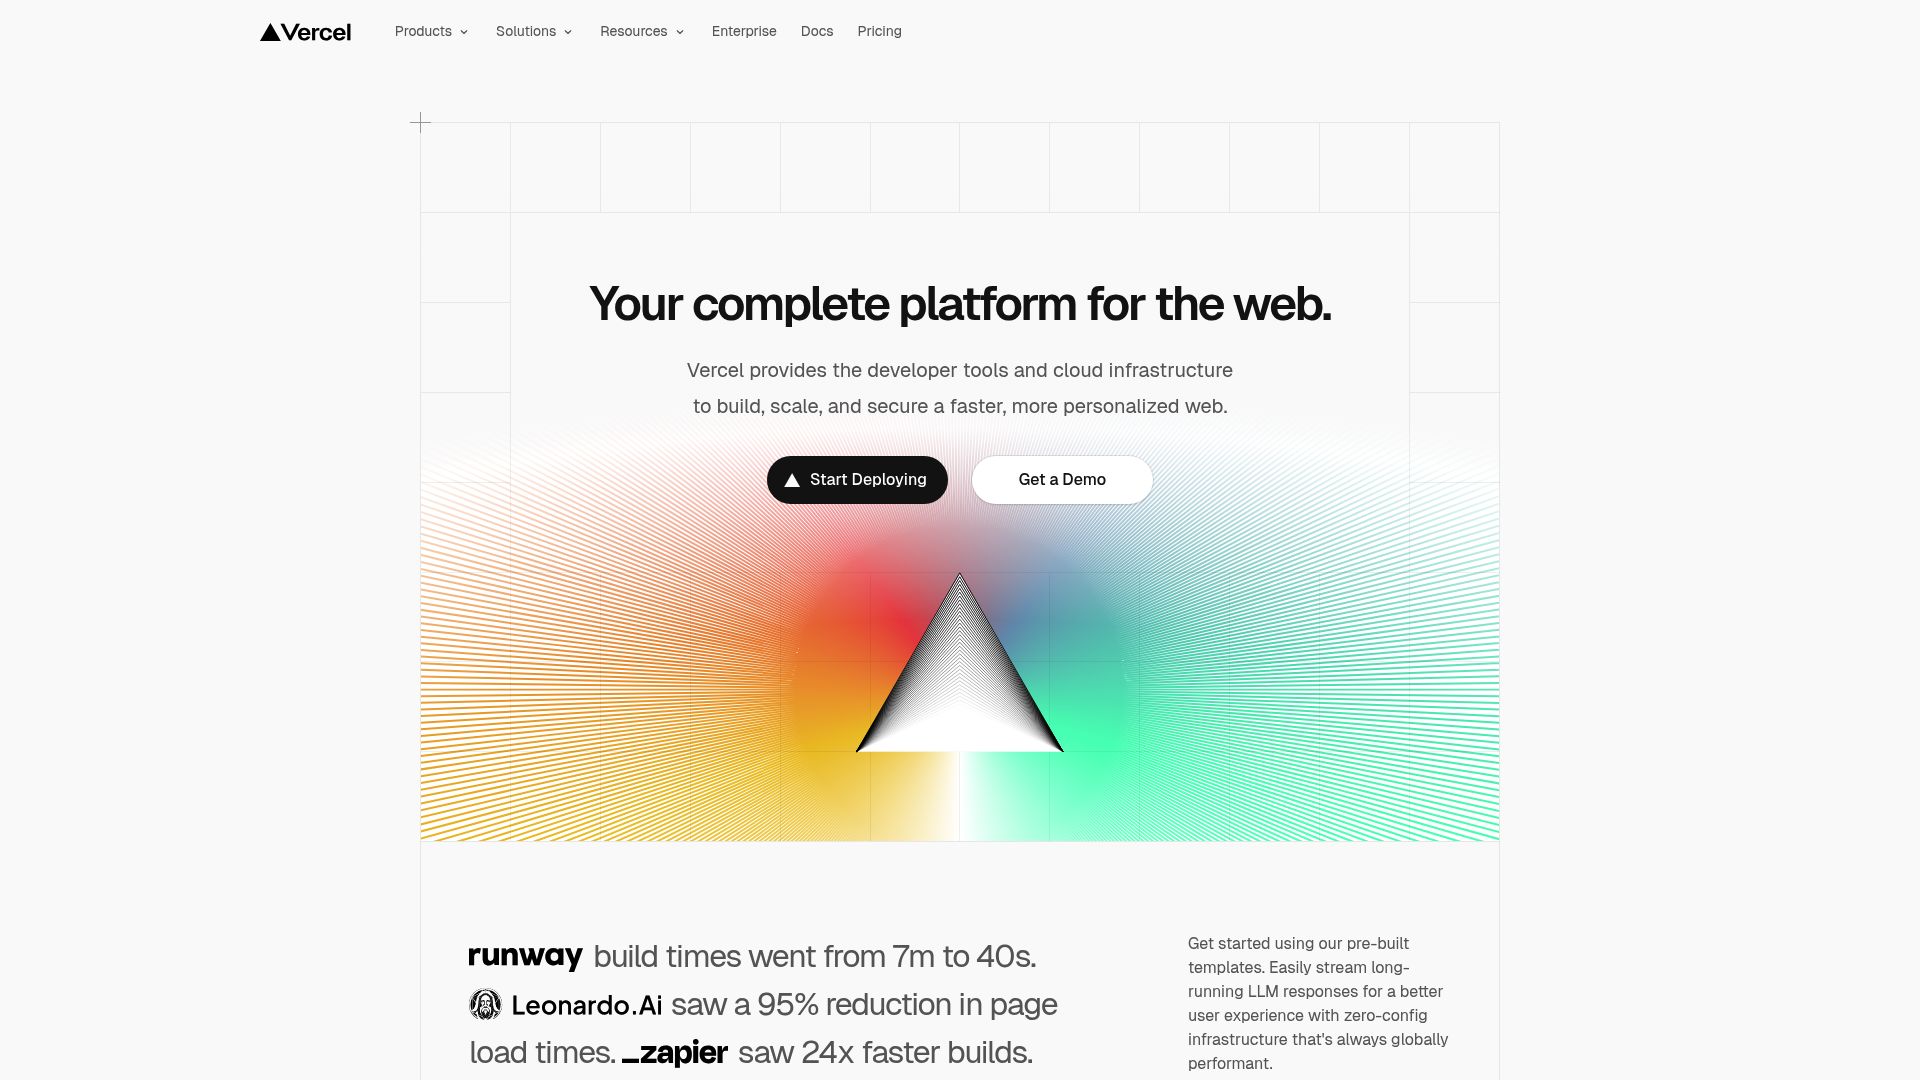 Vercel
Products
Solutions
Resources
Enterprise
Docs
Pricing
Your complete platform for the web.
Vercel provides the developer tools and cloud infrastructure
to build, scale, and secure a faster, more personalized web.
Start Deploying
Get a Demo
runway build times went from 7m to 40s.
Leonardo.Ai saw a 95% reduction in page
load times. zapier saw 24x faster builds.
Get started using our pre-built
templates. Easily stream long-
running LLM responses for a better
user experience with zero-config
infrastructure that's always globally
performant.